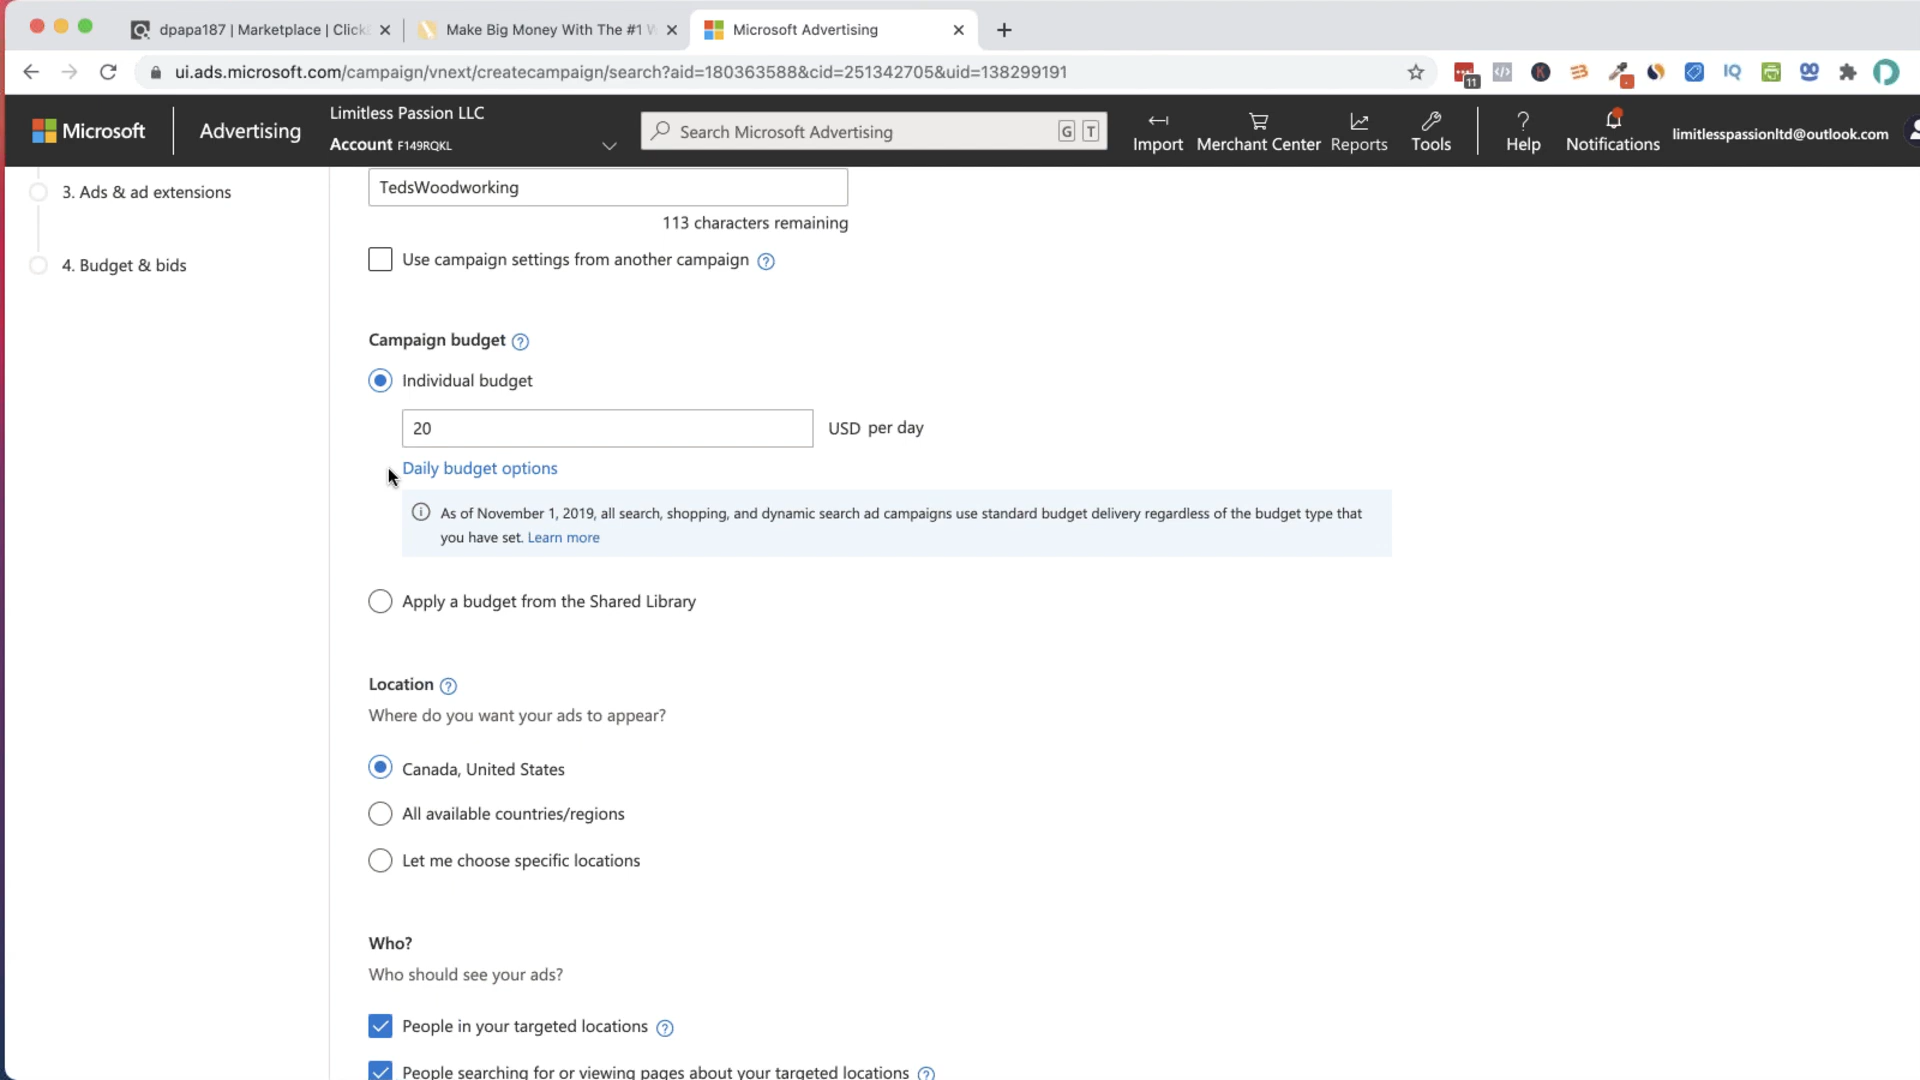 dpapa187 | Marketplace | Click
Make Big Money With The #1 W
Microsoft Advertising
ui.ads.microsoft.com/campaign/vnext/createcampaign/search?aid=180363588&cid=251342705&uid=138299191
11
IQ
Microsoft
Advertising
Limitless Passion LLC
Account F149RQKL
Search Microsoft Advertising
G T
Import
Merchant Center
Reports
Tools
Help
Notifications
limitlesspassionltd@outlook.com
3. Ads & ad extensions
4. Budget & bids
TedsWoodworking
113 characters remaining
Use campaign settings from another campaign
Campaign budget
Individual budget
20
USD per day
Daily budget options
As of November 1, 2019, all search, shopping, and dynamic search ad campaigns use standard budget delivery regardless of the budget type that
you have set. Learn more
Apply a budget from the Shared Library
Location
Where do you want your ads to appear?
Canada, United States
All available countries/regions
Let me choose specific locations
Who?
Who should see your ads?
People in your targeted locations
People searching for or viewing pages about your targeted locations